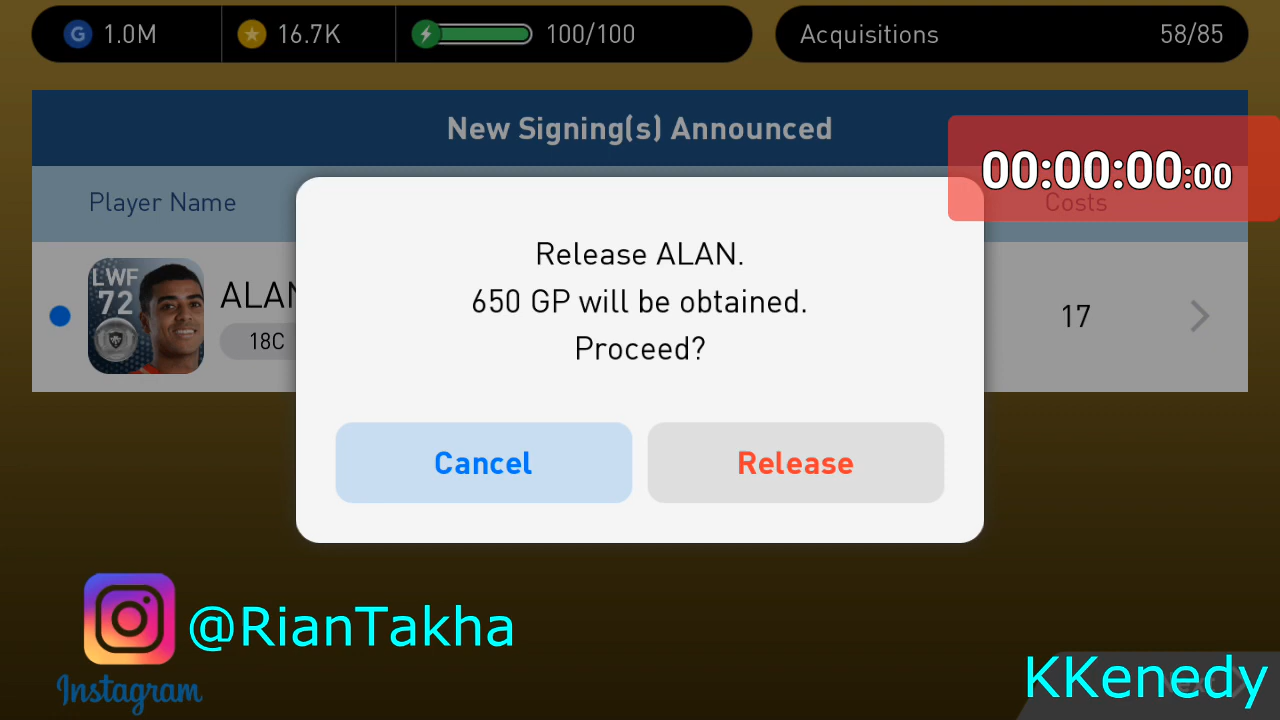 1.0M
16.7K
100/100
Acquisitions 58/85
New Signing(s) Announced
00:00:00:00
Player Name
Costs
LWF
72
ALAN
18C
17
Release ALAN.
650 GP will be obtained.
Proceed?
Cancel
Release
@RianTakha
Instagram
KKenedy